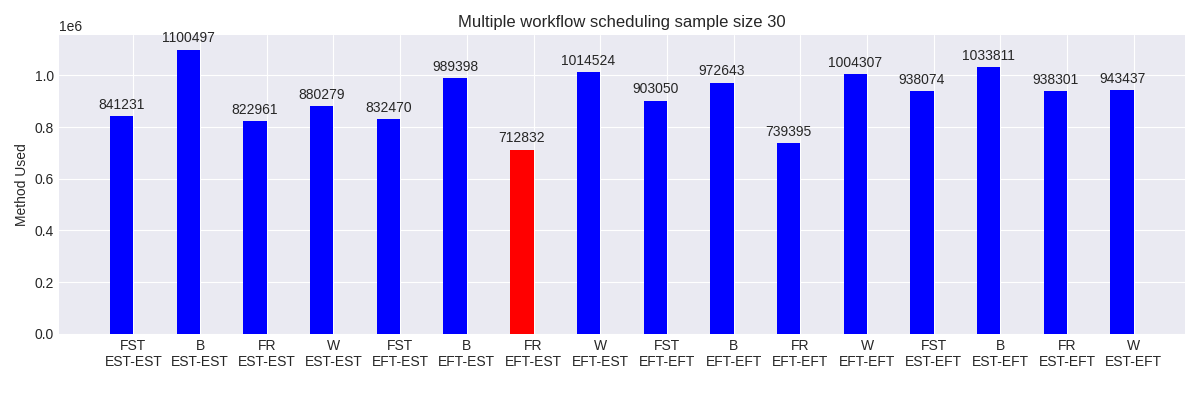 Multiple workflow scheduling sample size 30
1e6
Method Used
1.0
0.8
0.6
0.4
0.2
0.0
841231
1100497
822961
880279
832470
989398
712832
1014524
903050
972643
739395
1004307
938074
1033811
938301
943437
FST
EST-EST
B
EST-EST
FR
EST-EST
W
EST-EST
FST
EFT-EST
B
EFT-EST
FR
EFT-EST
W
EFT-EST
FST
EFT-EFT
B
EFT-EFT
FR
EFT-EFT
W
EFT-EFT
FST
EST-EFT
B
EST-EFT
FR
EST-EFT
W
EST-EFT